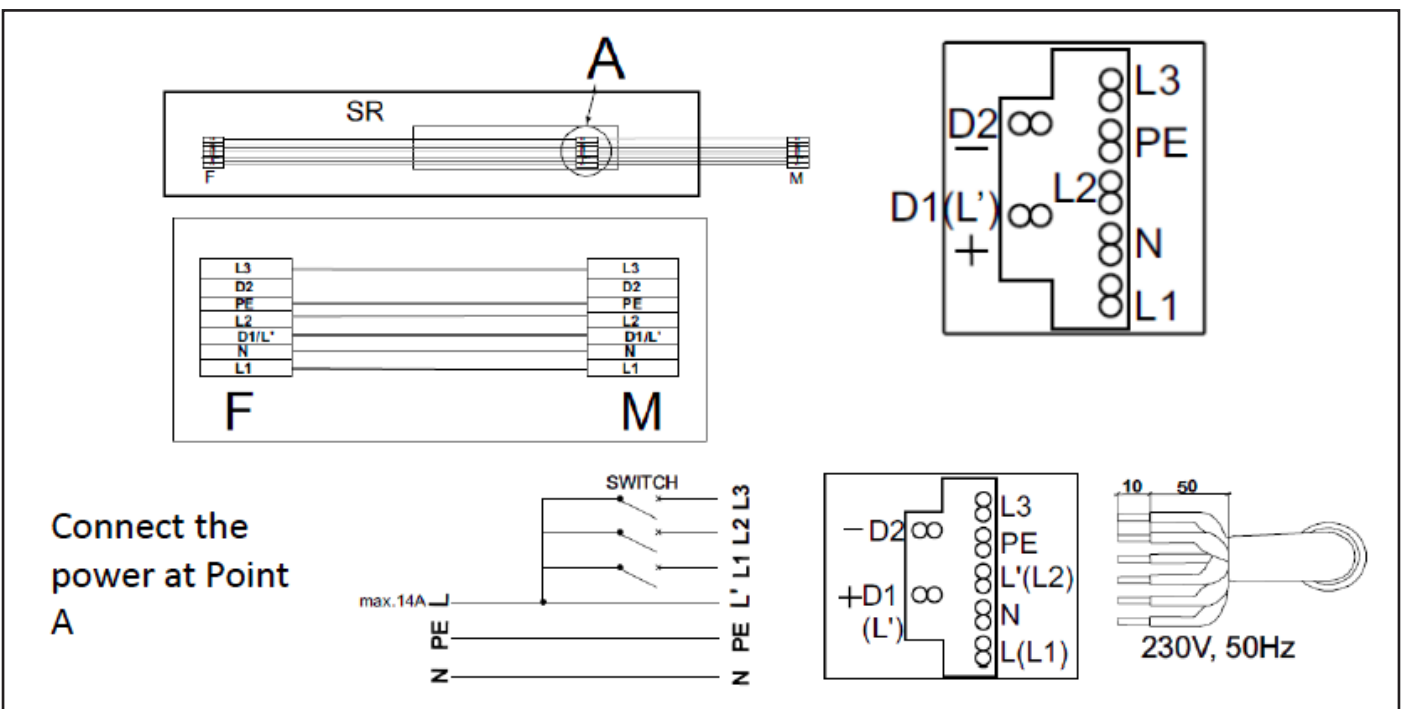 A
SR
F
M
L3
D2
PE
L2
D1/L'
N
L1
L3
D2
PE
L2
D1/L'
N
L1
F
M
L3
D2
−
PE
L2
D1(L’)
+
N
L1
Connect the
power at Point
A
SWITCH
L3
L2
L1
max.14A L
L'
PE
PE
N
N
L3
−D2
PE
L'(L2)
+D1
(L')
N
L(L1)
10
50
230V, 50Hz